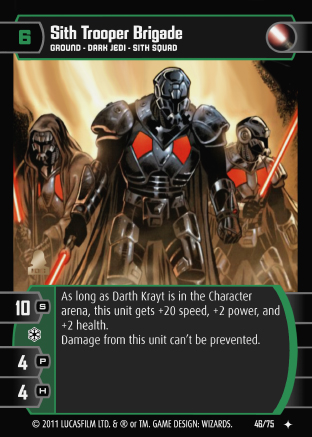 6
Sith Trooper Brigade
GROUND - DARK JEDI - SITH SQUAD
10 S
As long as Darth Krayt is in the Character
arena, this unit gets +20 speed, +2 power, and
+2 health.
Damage from this unit can't be prevented.
4 P
4 H
© 2011 LUCASFILM LTD. & ® or TM. GAME DESIGN: WIZARDS. 46/75